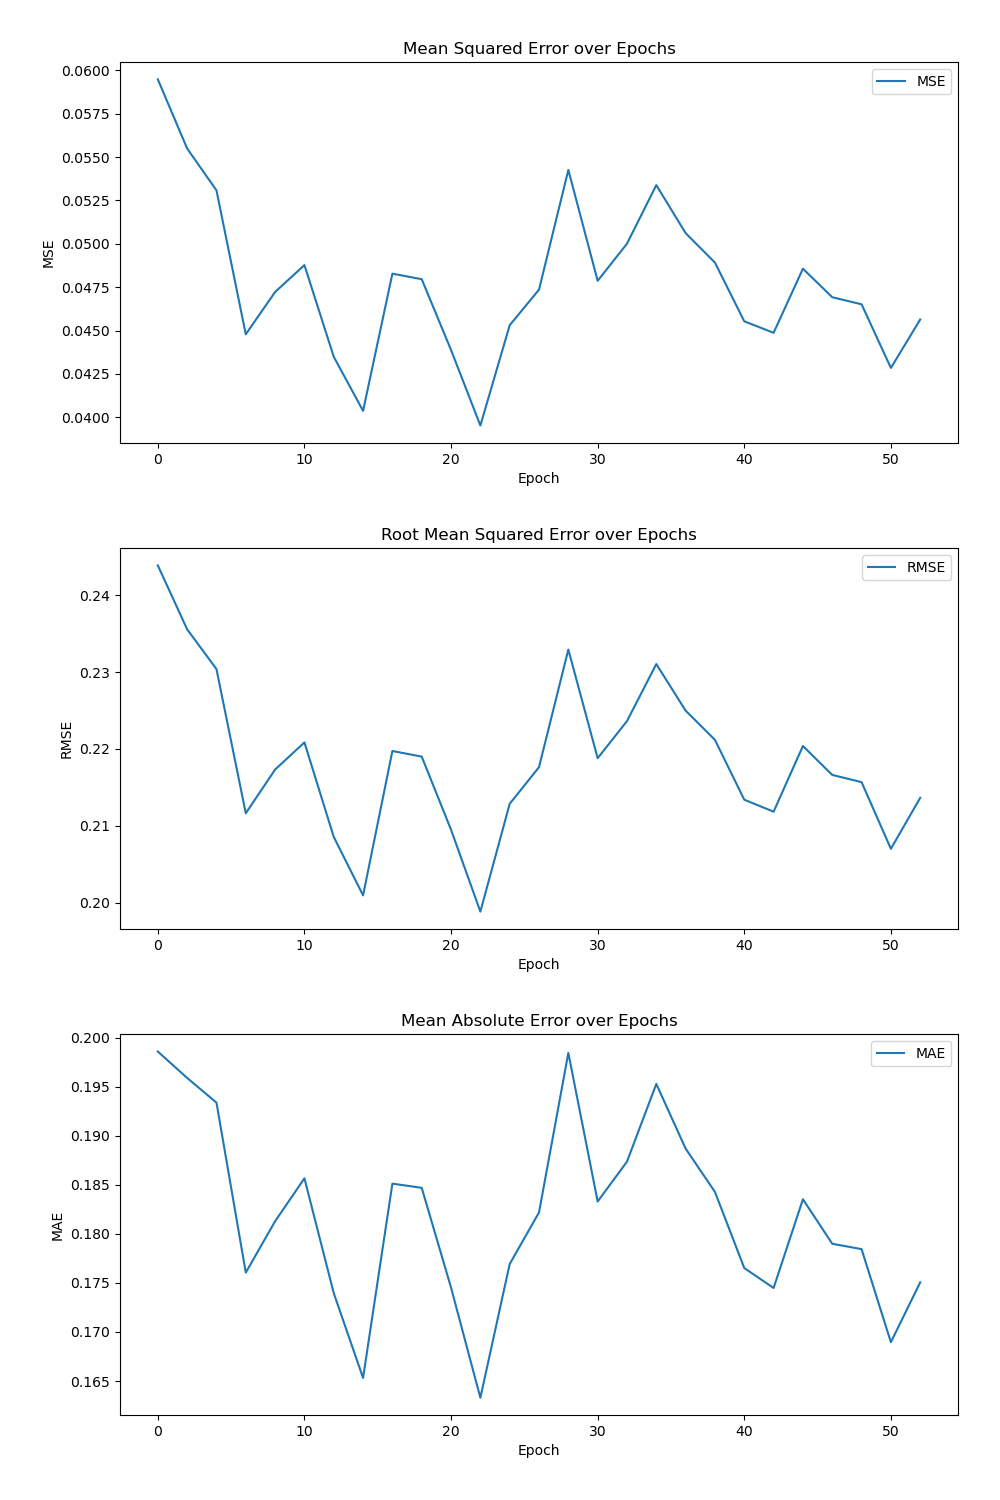 Mean Squared Error over Epochs
MSE
0.0600
0.0575
0.0550
0.0525
0.0500
0.0475
0.0450
0.0425
0.0400
MSE
0 10 20 30 40 50
Epoch
Root Mean Squared Error over Epochs
RMSE
0.24
0.23
0.22
0.21
0.20
RMSE
0 10 20 30 40 50
Epoch
Mean Absolute Error over Epochs
MAE
0.200
0.195
0.190
0.185
0.180
0.175
0.170
0.165
MAE
0 10 20 30 40 50
Epoch